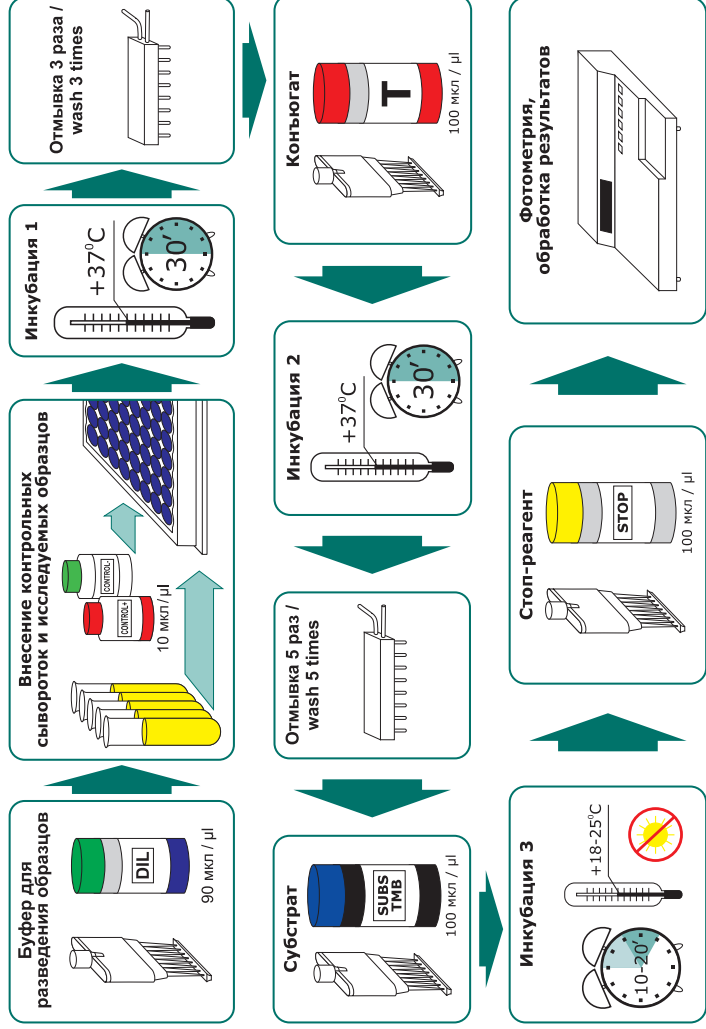 Буфер для
разведения образцов
DIL
90 мкл / µl
Внесение контрольных
сывороток и исследуемых образцов
CONTROL+
CONTROL-
10 мкл/µl
Инкубация 1
+37⁰C
30′
Отмывка 3 раза /
wash 3 times
Конъюгат
T
100 мкл / µl
Инкубация 2
+37⁰C
30′
Отмывка 5 раз /
wash 5 times
Субстрат
SUBS
TMB
100 мкл / µl
Инкубация 3
10-20′
+18-25⁰C
Стоп-реагент
STOP
100 мкл / µl
Фотометрия,
обработка результатов